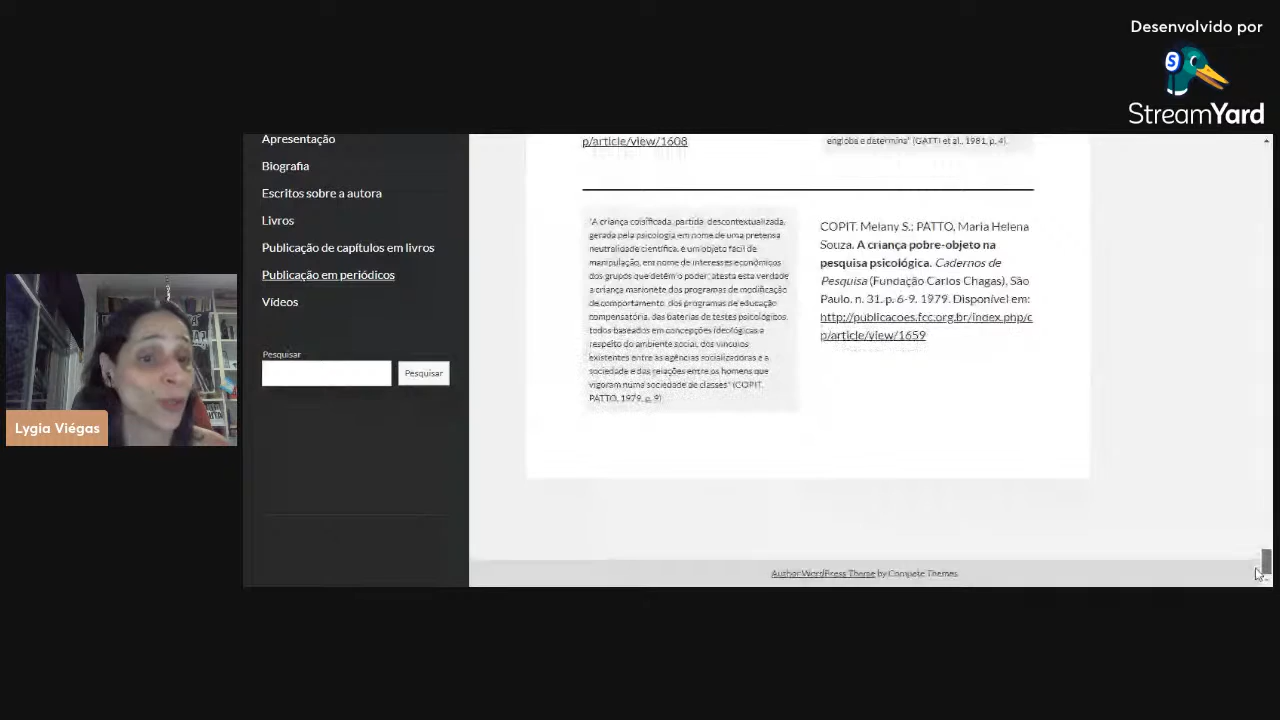 Desenvolvido por
StreamYard
Apresentação
Biografia
Escritos sobre a autora
Livros
Publicação de capítulos em livros
Publicação em periódicos
Vídeos
Pesquisar
Pesquisar
Lygia Viégas
p/article/view/1608
engloba e determina" (GATTI et al., 1981, p. 4).
"A criança coisificada, partida, descontextualizada,
gerada pela psicologia em nome de uma pretensa
neutralidade científica, é um objeto fácil de
manipulação, em nome de interesses econômicos
dos grupos que detêm o poder; atesta esta verdade
a criança marionete dos programas de modificação
de comportamento, dos programas de educação
compensatória, das baterias de testes psicológicos,
todos baseados em concepções ideológicas a
respeito do ambiente social, dos vínculos
existentes entre as agências socializadoras e a
sociedade e das relações entre os homens que
vigoram numa sociedade de classes" (COPIT,
PATTO, 1979, p. 9)
COPIT. Melany S.; PATTO, Maria Helena
Souza. A criança pobre-objeto na
pesquisa psicológica. Cadernos de
Pesquisa (Fundação Carlos Chagas), São
Paulo. n. 31. p. 6-9. 1979. Disponível em:
http://publicacoes.fcc.org.br/index.php/c
p/article/view/1659
Author WordPress Theme by Compete Themes